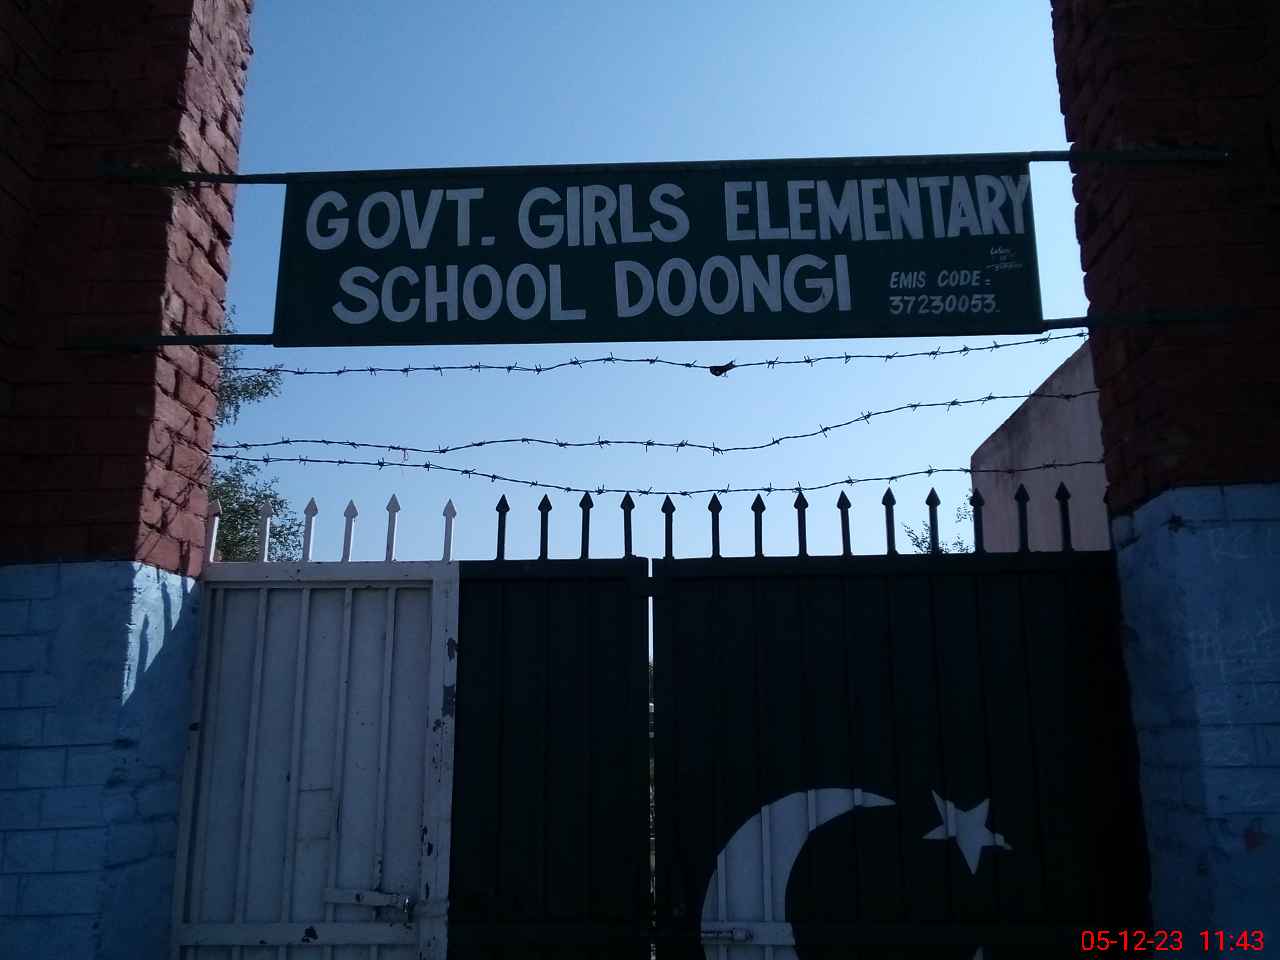 GOVT. GIRLS ELEMENTARY
SCHOOL DOONGI
EMIS CODE:
37230053.
05-12-23 11:43